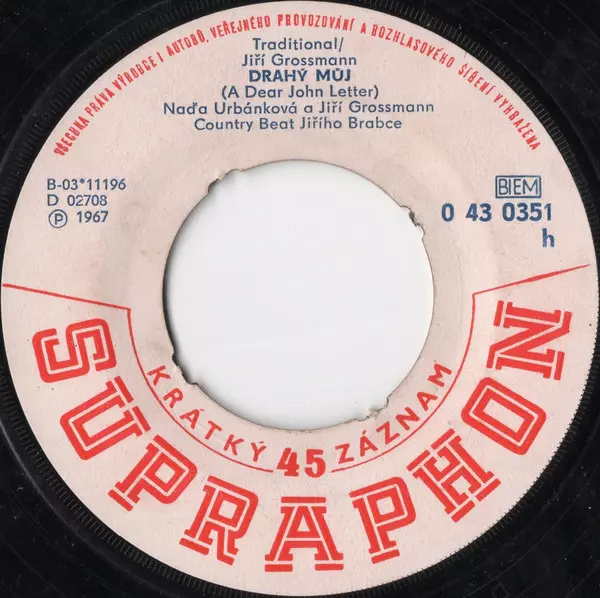 VŠECHNA PRÁVA VÝROBCE I AUTORŮ, VEŘEJNÉHO PROVOZOVÁNÍ A ROZHLASOVÉHO ŠÍŘENÍ VYHRAŽENA
Traditional/
Jiří Grossmann
DRAHÝ MŮJ
(A Dear John Letter)
Naďa Urbánková a Jiří Grossmann
Country Beat Jiřího Brabce
B-03*11196
D 02708
Ⓟ 1967
BIEM
0 43 0351
h
KRÁTKÝ 45 ZÁZNAM
SUPRAPHON